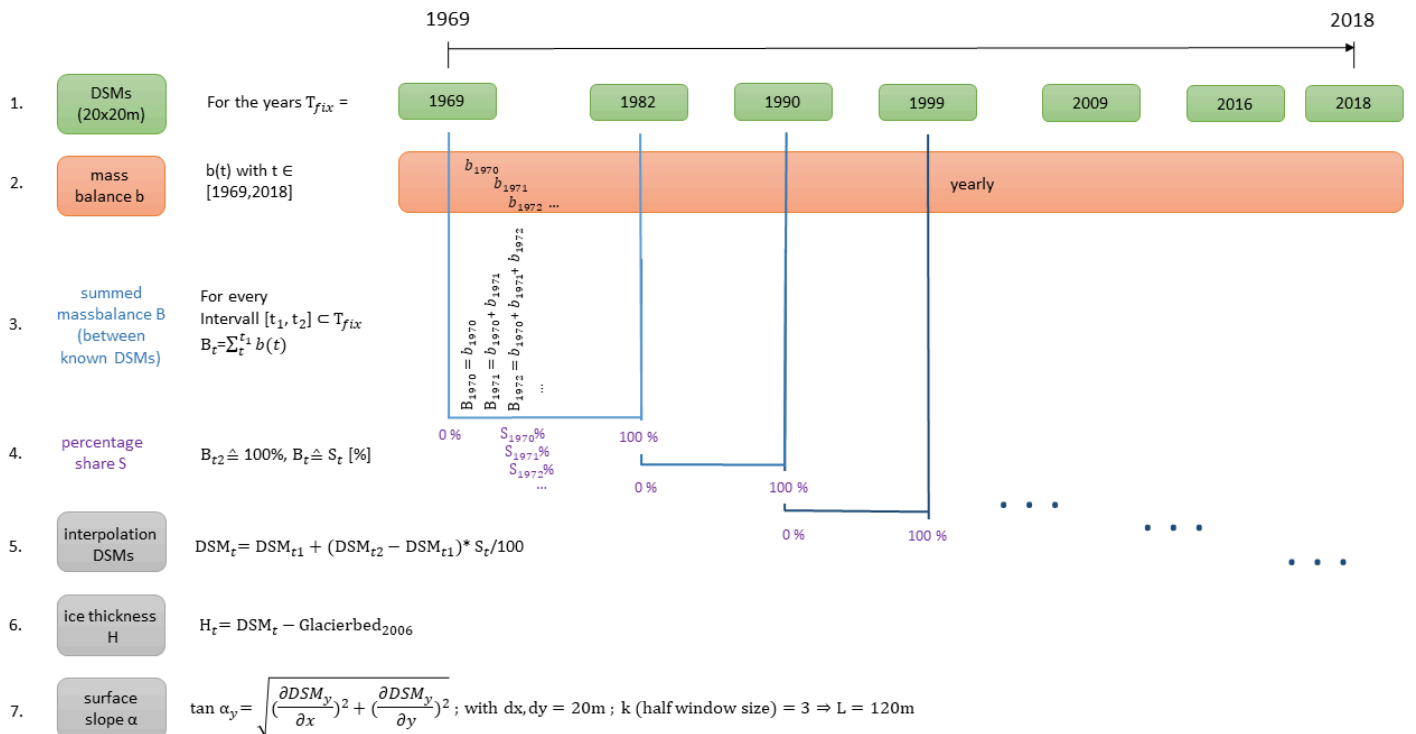 1969 2018
1. DSMs (20x20m) For the years T_fix = 1969 1982 1990 1999 2009 2016 2018
2. mass balance b b(t) with t ∈ [1969,2018] yearly
b_1970
b_1971
b_1972 ...
3. summed massbalance B (between known DSMs)
For every
Intervall [t_1, t_2] ⊂ T_fix
B_t=∑_t^{t_1} b(t)
B_1970 = b_1970
B_1971 = b_1970+ b_1971
B_1972 = b_1970+ b_1971+ b_1972
...
4. percentage share S B_t2 ≙ 100%, B_t ≙ S_t [%]
0 % S_1970% 100 %
S_1971%
S_1972%
...
0 % 100 %
0 % 100 %
5. interpolation DSMs DSM_t= DSM_t1 + (DSM_t2 − DSM_t1)* S_t/100
6. ice thickness H H_t= DSM_t − Glacierbed_2006
7. surface slope α tan α_y= √((∂DSM_y/∂x)^2 + (∂DSM_y/∂y)^2) ; with dx, dy = 20m ; k (half window size) = 3 ⇒ L = 120m